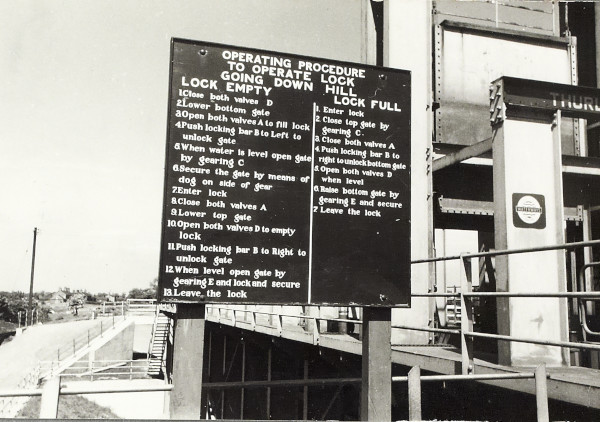 OPERATING PROCEDURE
TO OPERATE LOCK
GOING DOWN HILL
LOCK EMPTY
1.Close both valves D
2.Lower bottom gate
3.Open both valves A to fill lock
4.Push locking bar B to Left to
unlock gate
5.When water is level open gate
by gearing C
6.Secure the gate by means of
dog on side of gear
7.Enter lock
8.Close both valves A
9.Lower top gate
10.Open both valves D to empty
lock
11.Push locking bar B to Right to
unlock gate
12.When level open gate by
gearing E and lock and secure
13.Leave the lock
LOCK FULL
1. Enter lock
2. Close top gate by
gearing C
3. Close both valves A
4. Push locking bar B to
right to unlock bottom gate
5. Open both valves D
when level
6. Raise bottom gate by
gearing E and secure
7 Leave the lock
THURL
WATERWAYS